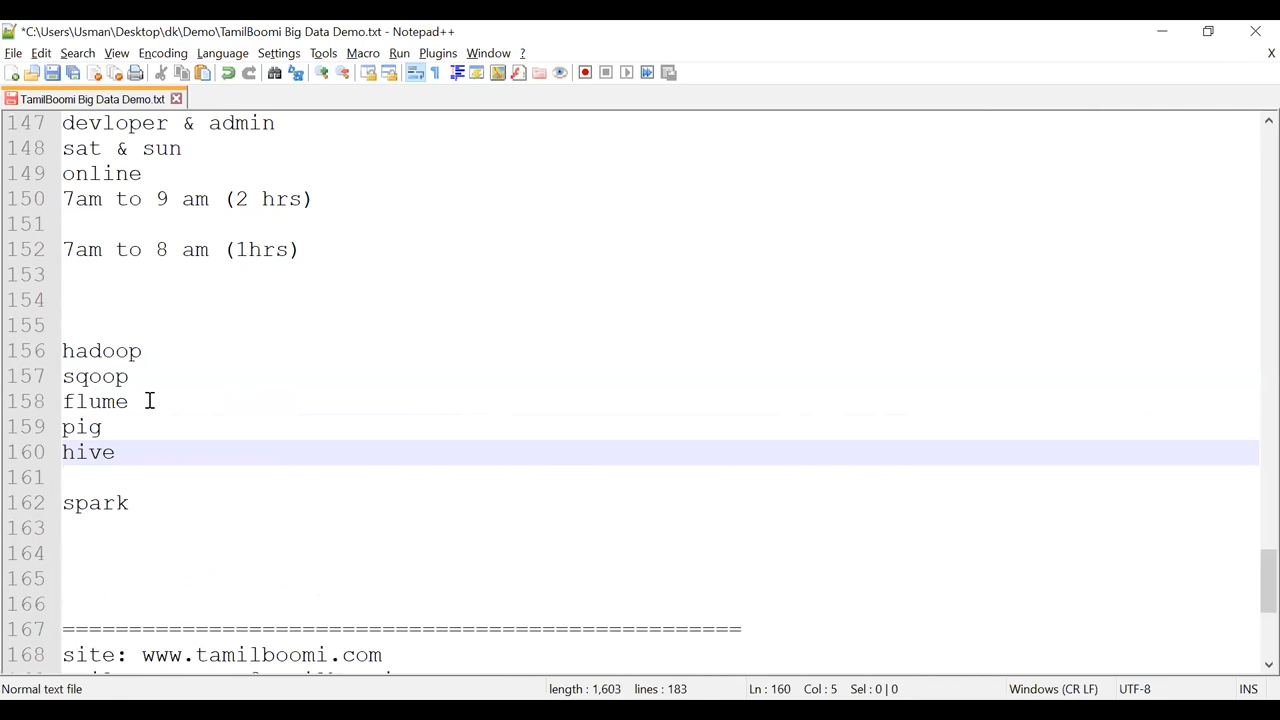 *C:\Users\Usman\Desktop\dk\Demo\TamilBoomi Big Data Demo.txt - Notepad++
File Edit Search View Encoding Language Settings Tools Macro Run Plugins Window ? X
TamilBoomi Big Data Demo.txt
147 devloper & admin
148 sat & sun
149 online
150 7am to 9 am (2 hrs)
151
152 7am to 8 am (1hrs)
153
154
155
156 hadoop
157 sqoop
158 flume
159 pig
160 hive
161
162 spark
163
164
165
166
167 ===================================================
168 site: www.tamilboomi.com
Normal text file length : 1,603 lines : 183 Ln : 160 Col : 5 Sel : 0 | 0 Windows (CR LF) UTF-8 INS